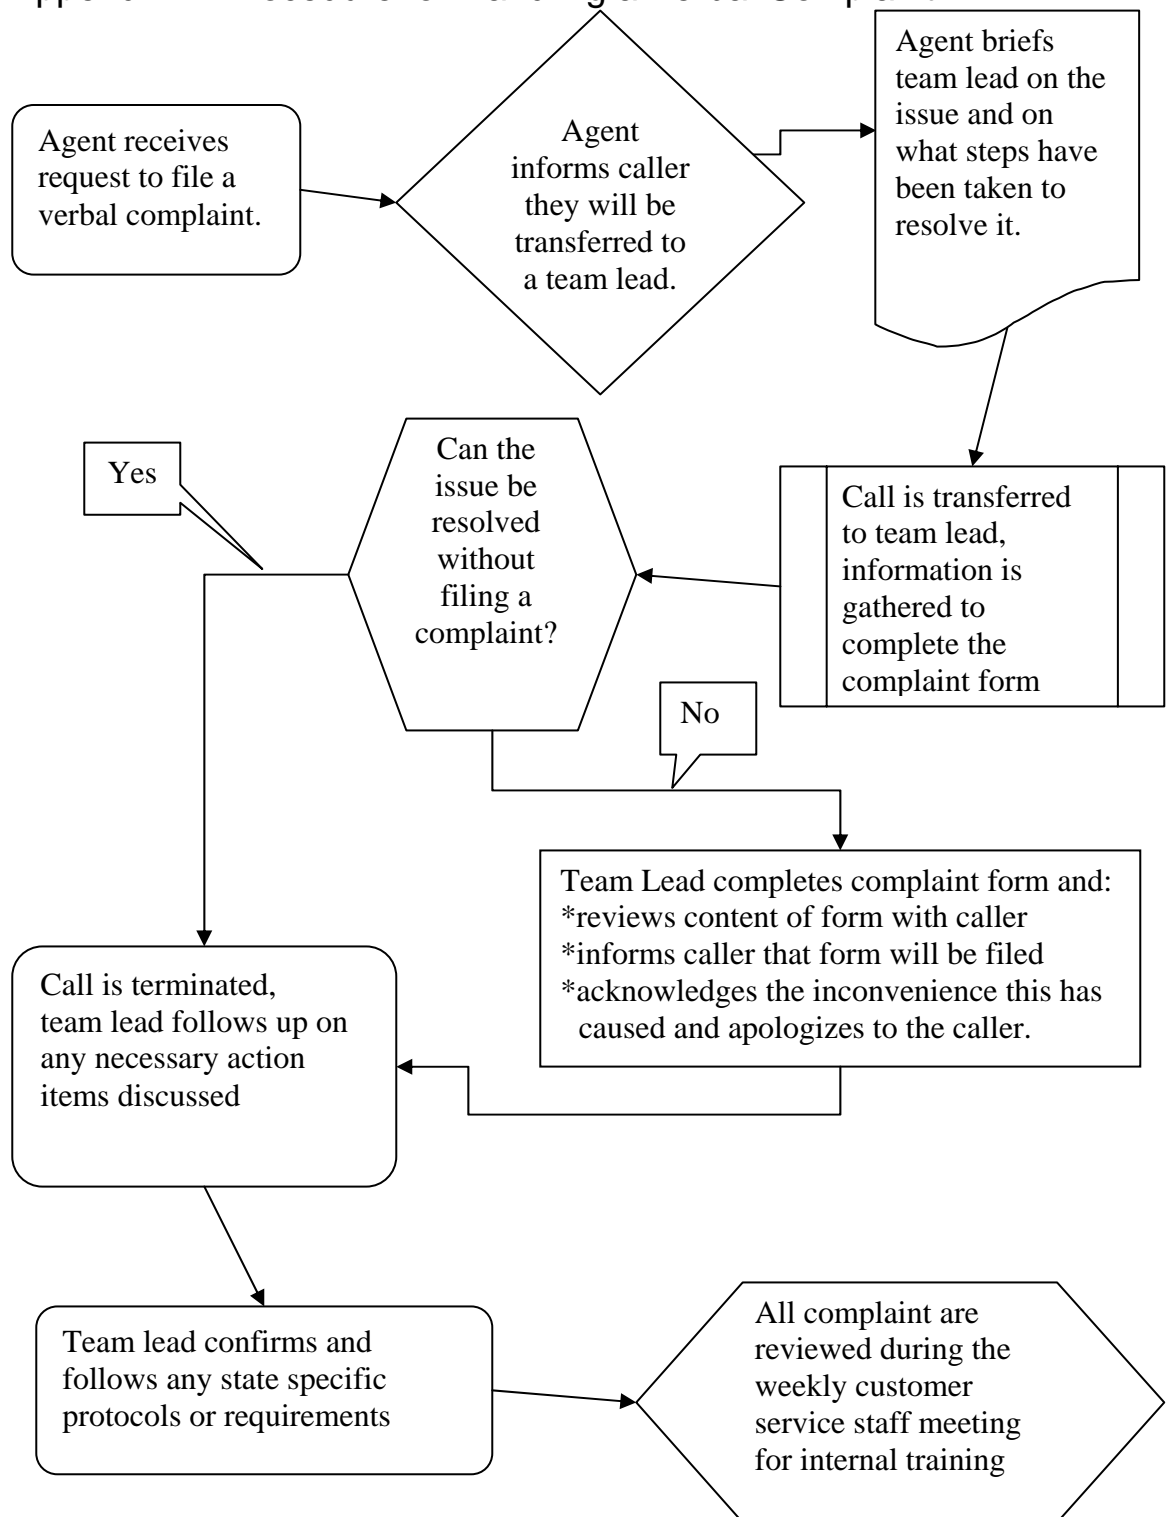 Agent receives
request to file a
verbal complaint.
Agent
informs caller
they will be
transferred to
a team lead.
Agent briefs
team lead on the
issue and on
what steps have
been taken to
resolve it.
Yes
Can the
issue be
resolved
without
filing a
complaint?
Call is transferred
to team lead,
information is
gathered to
complete the
complaint form
No
Team Lead completes complaint form and:
*reviews content of form with caller
*informs caller that form will be filed
*acknowledges the inconvenience this has
caused and apologizes to the caller.
Call is terminated,
team lead follows up on
any necessary action
items discussed
Team lead confirms and
follows any state specific
protocols or requirements
All complaint are
reviewed during the
weekly customer
service staff meeting
for internal training